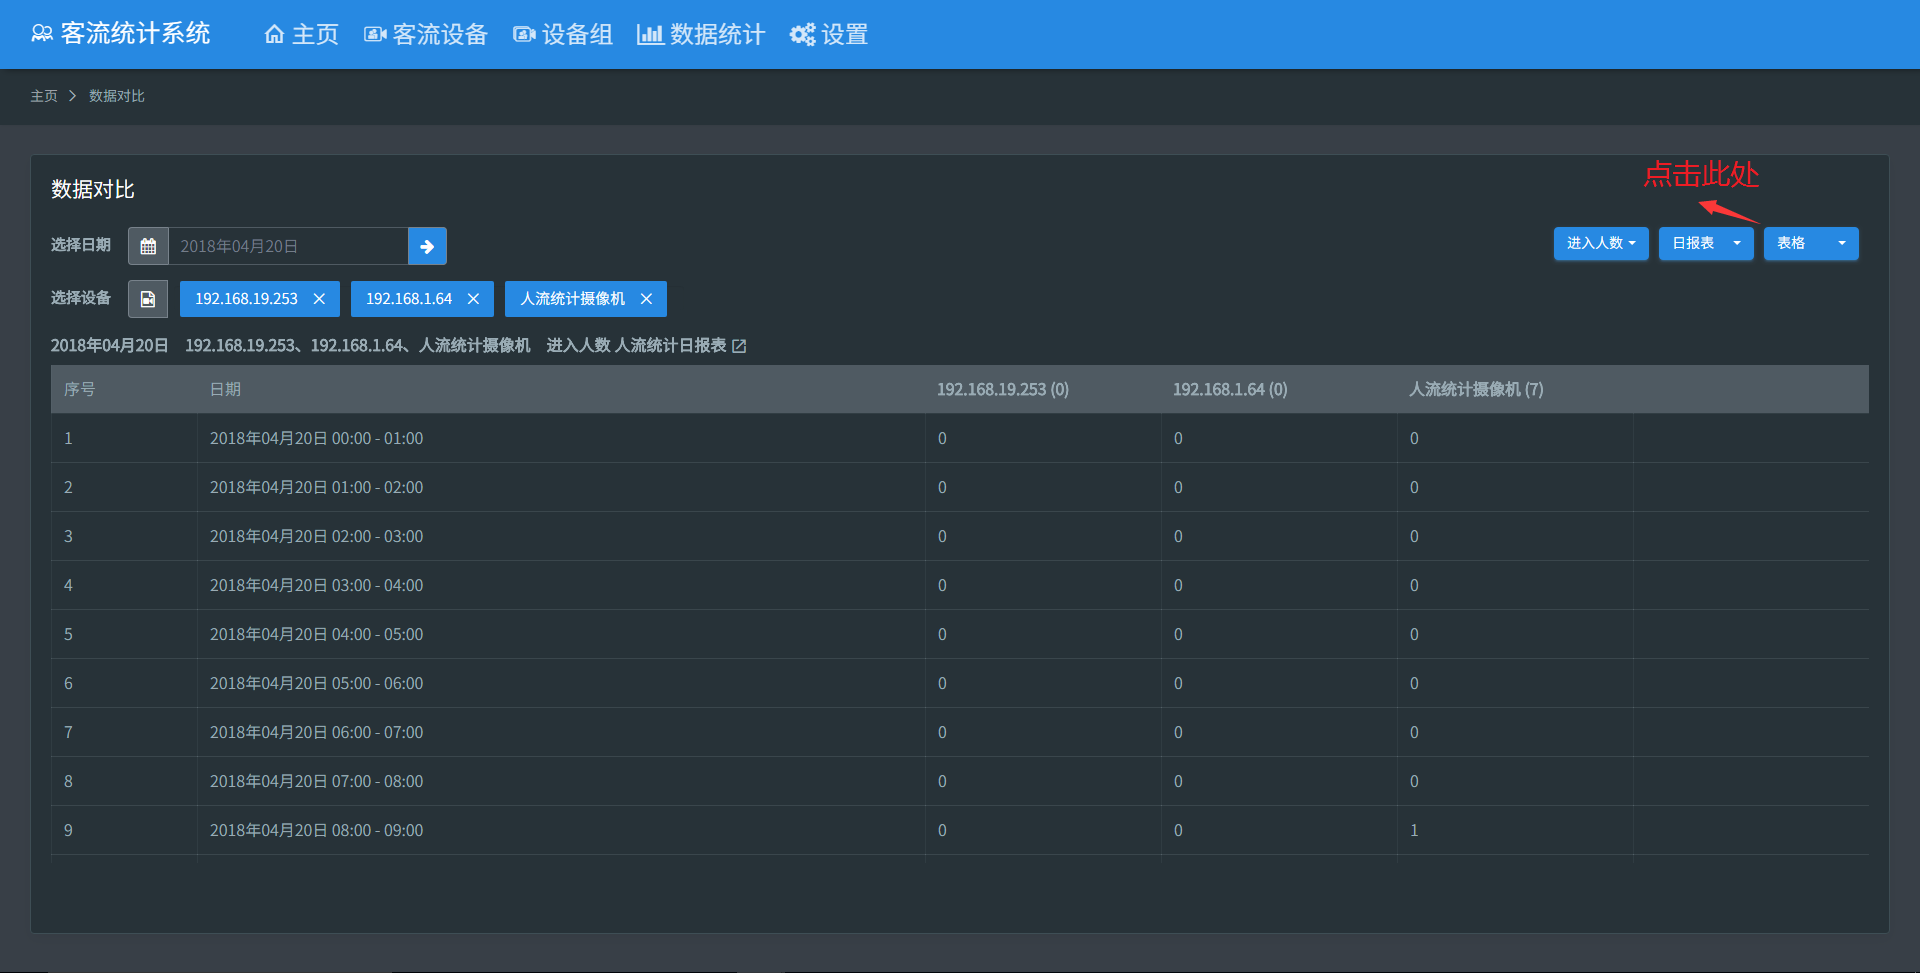 客流统计系统 主页 客流设备 设备组 数据统计 设置
主页 数据对比
点击此处
数据对比
选择日期 2018年04月20日 进入人数 日报表 表格
选择设备 192.168.19.253 192.168.1.64 人流统计摄像机
2018年04月20日 192.168.19.253、192.168.1.64、人流统计摄像机 进入人数 人流统计日报表
序号 日期 192.168.19.253 (0) 192.168.1.64 (0) 人流统计摄像机 (7)
1 2018年04月20日 00:00 - 01:00 0 0 0
2 2018年04月20日 01:00 - 02:00 0 0 0
3 2018年04月20日 02:00 - 03:00 0 0 0
4 2018年04月20日 03:00 - 04:00 0 0 0
5 2018年04月20日 04:00 - 05:00 0 0 0
6 2018年04月20日 05:00 - 06:00 0 0 0
7 2018年04月20日 06:00 - 07:00 0 0 0
8 2018年04月20日 07:00 - 08:00 0 0 0
9 2018年04月20日 08:00 - 09:00 0 0 1